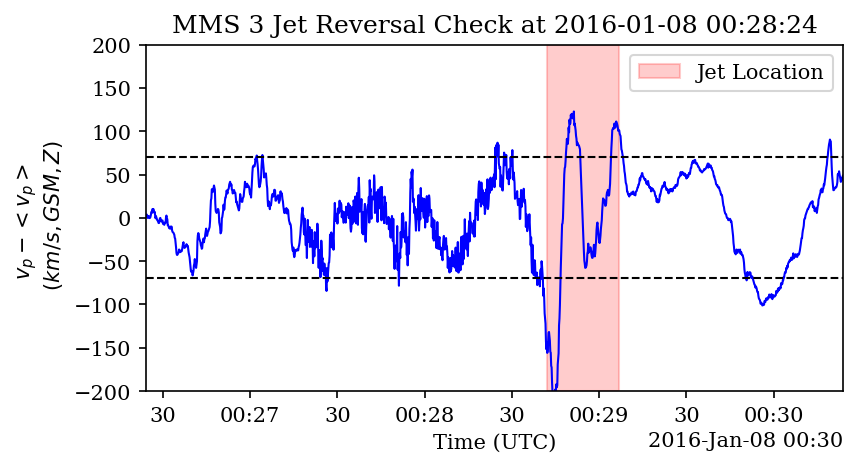 MMS 3 Jet Reversal Check at 2016-01-08 00:28:24
v_p - < v_p >
(km/s, GSM, Z)
200
150
100
50
0
−50
−100
−150
−200
Jet Location
30 00:27 30 00:28 30 00:29 30 00:30
Time (UTC)
2016-Jan-08 00:30